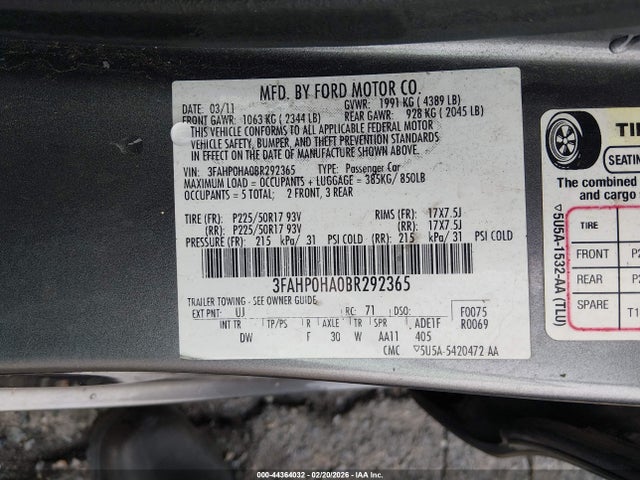 MFD. BY FORD MOTOR CO.
DATE: 03/11 GVWR: 1991 KG ( 4389 LB)
FRONT GAWR: 1063 KG ( 2344 LB) REAR GAWR: 928 KG ( 2045 LB)
THIS VEHICLE CONFORMS TO ALL APPLICABLE FEDERAL MOTOR
VEHICLE SAFETY, BUMPER, AND THEFT PREVENTION STANDARDS
IN EFFECT ON THE DATE OF MANUFACTURE SHOWN ABOVE.
VIN: 3FAHP0HA0BR292365 TYPE: Passenger Car
MAXIMUM LOAD = OCCUPANTS + LUGGAGE = 385KG/ 850LB
OCCUPANTS = 5 TOTAL; 2 FRONT, 3 REAR
TIRE (FR): P225/50R17 93V RIMS (FR): 17X7.5J
(RR): P225/50R17 93V (RR): 17X7.5J
PRESSURE (FR): 215 kPa/ 31 PSI COLD (RR): 215 kPa/ 31 PSI COLD
3FAHP0HA0BR292365
TRAILER TOWING - SEE OWNER GUIDE
EXT PNT: UJ RC: 71 DSO: F0075
INT TR TP/PS R AXLE TR SPR ADE1F R0069
DW F 30 W AA11 405
CMC ▽5U5A-5420472 AA
TI
SEATIN
The combined
and cargo
TIRE
FRONT P2
REAR P2
SPARE T1
▽5U5A-1532-AA (TLU)
COPART